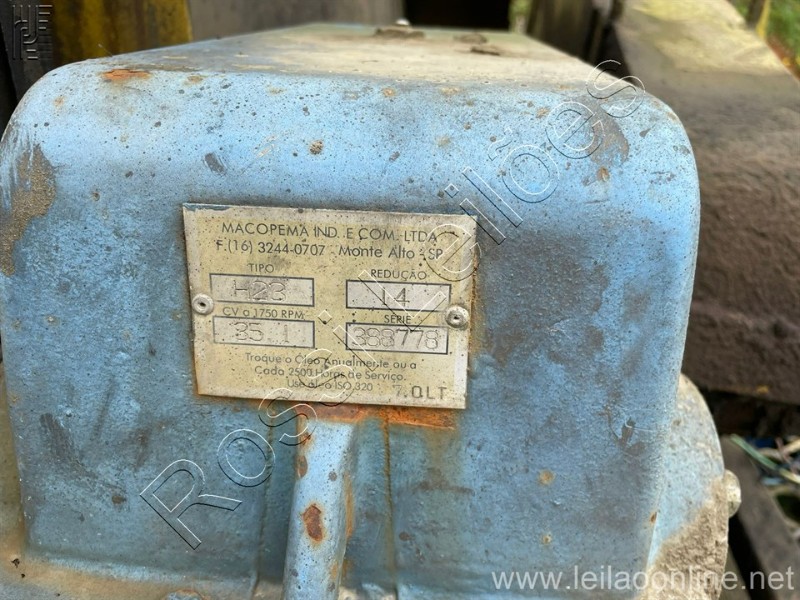 MACOPEMA IND. E COM. LTDA
F.(16) 3244-0707 - Monte Alto - SP
TIPO REDUÇÃO
H22 14
CV a 1750 RPM SÉRIE
35.1 388778
Troque o Óleo Anualmente ou a
Cada 2500 Horas de Serviço.
Use óleo ISO 320
7.0LT
Rossi Leilões
www.leilaoonline.net